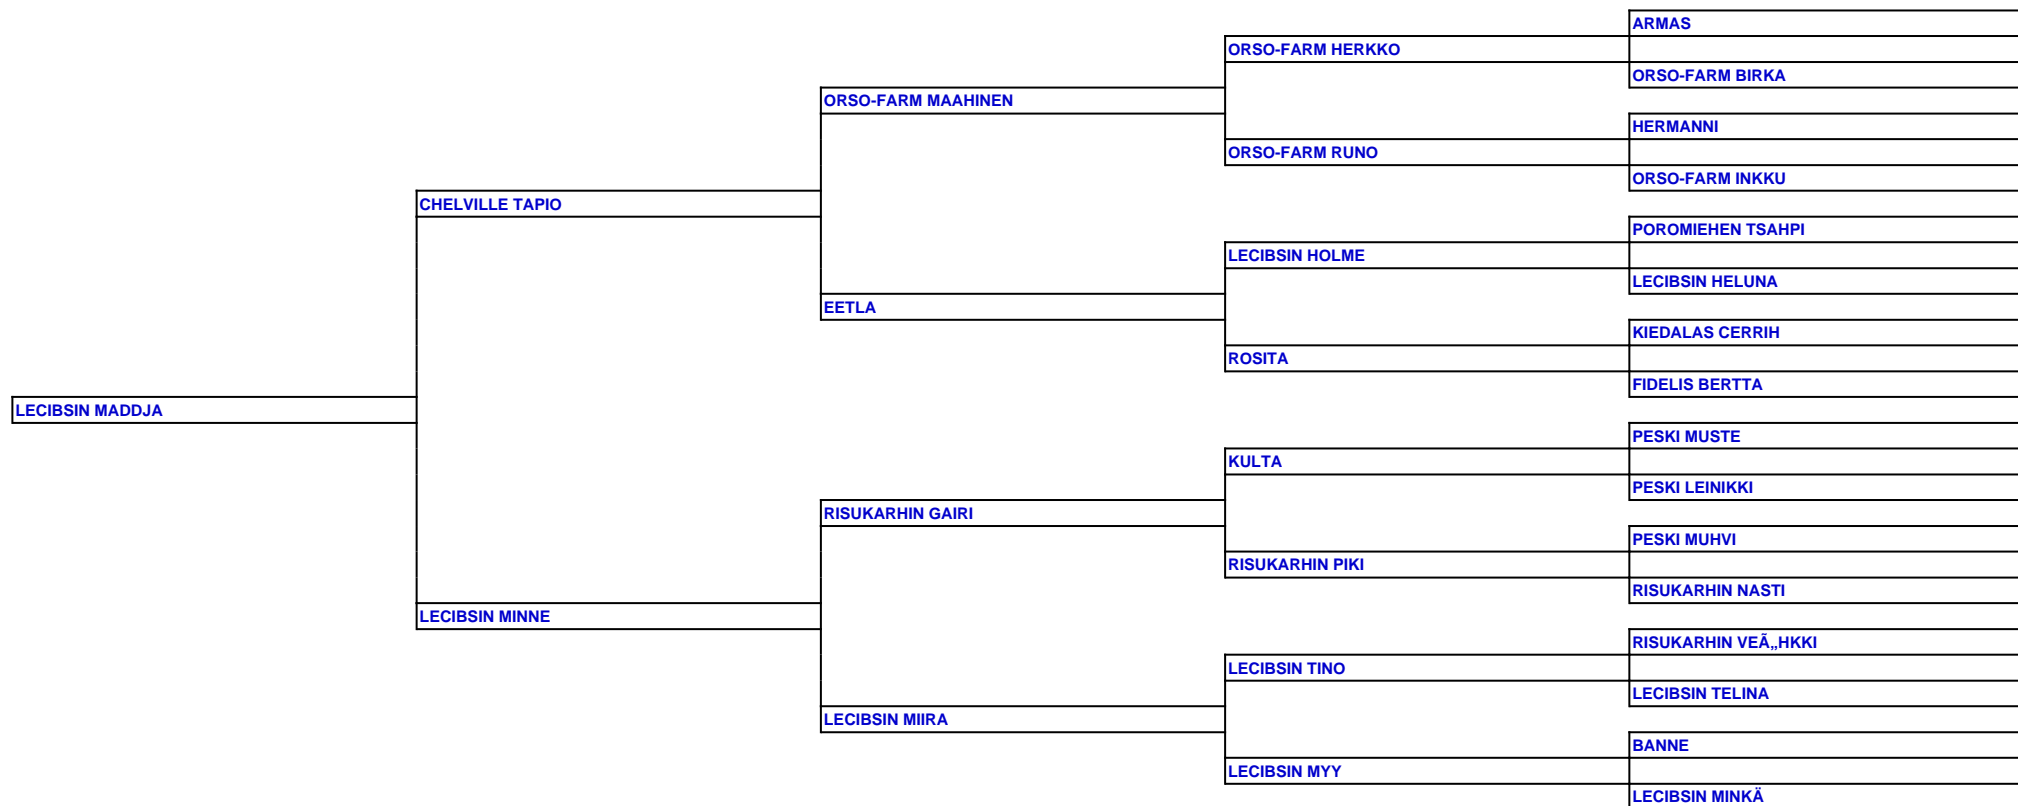 ARMAS
ORSO-FARM HERKKO
ORSO-FARM BIRKA
ORSO-FARM MAAHINEN
HERMANNI
ORSO-FARM RUNO
ORSO-FARM INKKU
CHELVILLE TAPIO
POROMIEHEN TSAHPI
LECIBSIN HOLME
LECIBSIN HELUNA
EETLA
KIEDALAS CERRIH
ROSITA
FIDELIS BERTTA
LECIBSIN MADDJA
PESKI MUSTE
KULTA
PESKI LEINIKKI
RISUKARHIN GAIRI
PESKI MUHVI
RISUKARHIN PIKI
RISUKARHIN NASTI
LECIBSIN MINNE
RISUKARHIN VEÃ„HKKI
LECIBSIN TINO
LECIBSIN TELINA
LECIBSIN MIIRA
BANNE
LECIBSIN MYY
LECIBSIN MINKÄ